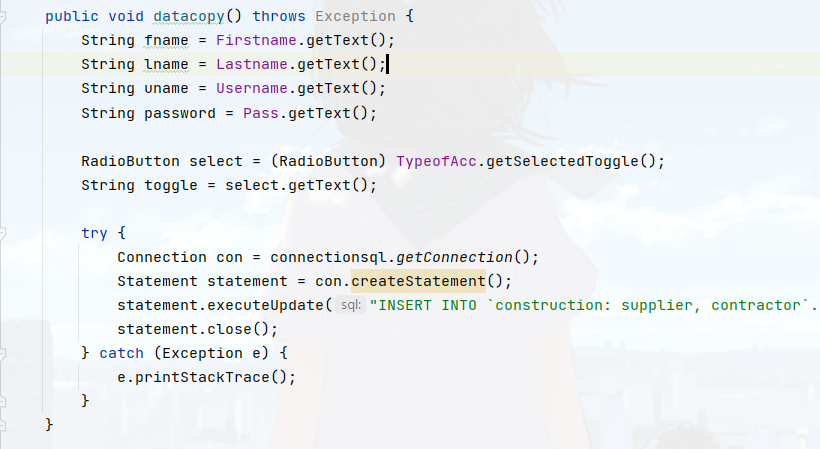 public void datacopy() throws Exception {
String fname = Firstname.getText();
String lname = Lastname.getText();
String uname = Username.getText();
String password = Pass.getText();
RadioButton select = (RadioButton) TypeofAcc.getSelectedToggle();
String toggle = select.getText();
try {
Connection con = connectionsql.getConnection();
Statement statement = con.createStatement();
statement.executeUpdate( sql: "INSERT INTO `construction: supplier, contractor`.
statement.close();
} catch (Exception e) {
e.printStackTrace();
}
}